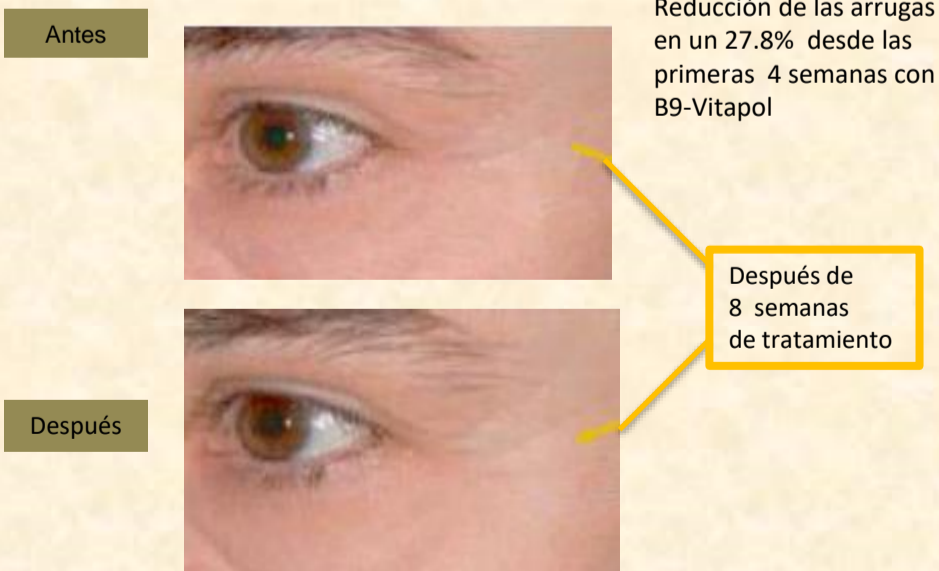 Antes
Reducción de las arrugas
en un 27.8% desde las
primeras 4 semanas con
B9-Vitapol
Después de
8 semanas
de tratamiento
Después